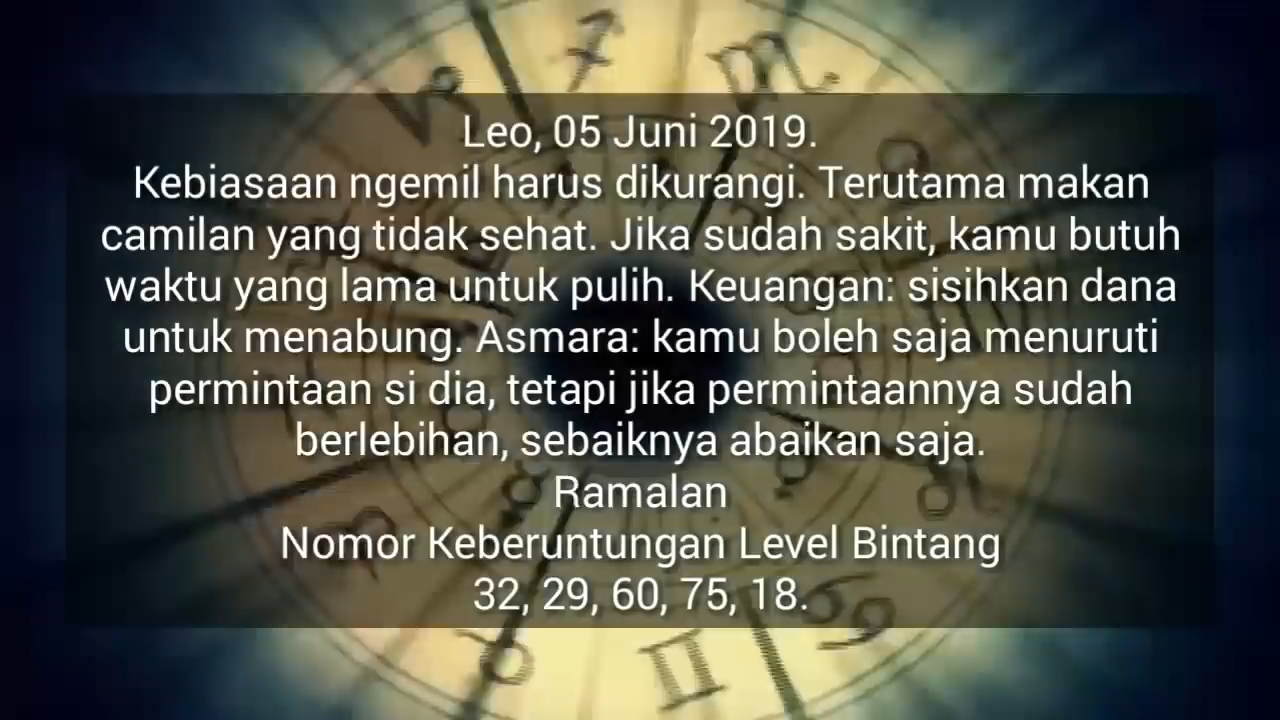 Leo, 05 Juni 2019.
Kebiasaan ngemil harus dikurangi. Terutama makan
camilan yang tidak sehat. Jika sudah sakit, kamu butuh
waktu yang lama untuk pulih. Keuangan: sisihkan dana
untuk menabung. Asmara: kamu boleh saja menuruti
permintaan si dia, tetapi jika permintaannya sudah
berlebihan, sebaiknya abaikan saja.
Ramalan
Nomor Keberuntungan Level Bintang
32, 29, 60, 75, 18.